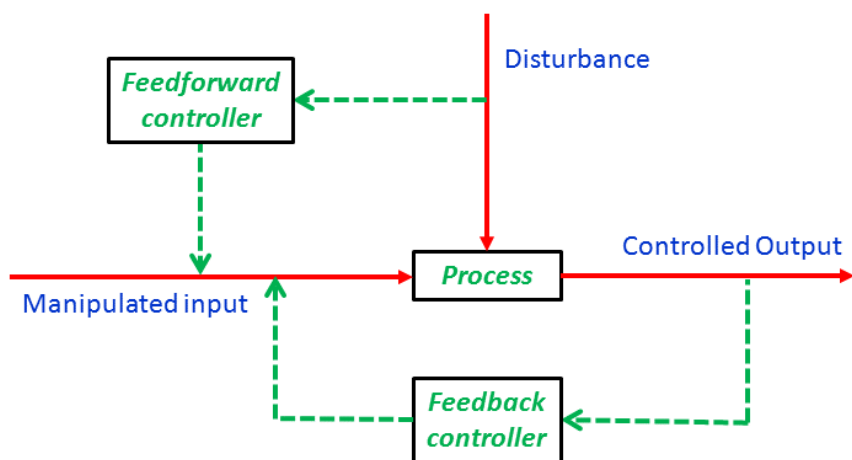 Disturbance
Feedforward
controller
Controlled Output
Process
Manipulated input
Feedback
controller